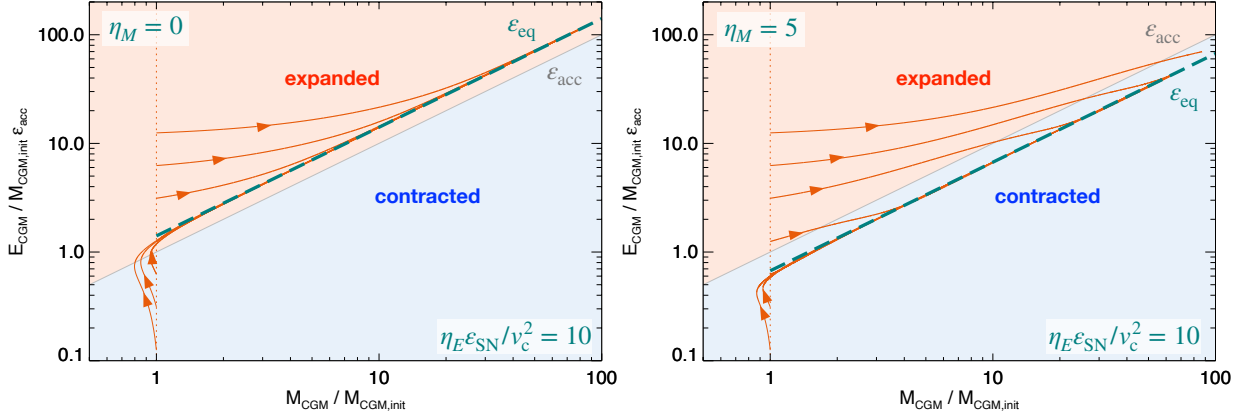 η_M = 0
ε_eq
expanded
ε_acc
contracted
η_E ε_SN / v_c^2 = 10
100.0
10.0
1.0
0.1
E_CGM / M_CGM,init ε_acc
1
10
100
M_CGM / M_CGM,init
η_M = 5
ε_acc
expanded
ε_eq
contracted
η_E ε_SN / v_c^2 = 10
100.0
10.0
1.0
0.1
E_CGM / M_CGM,init ε_acc
1
10
100
M_CGM / M_CGM,init